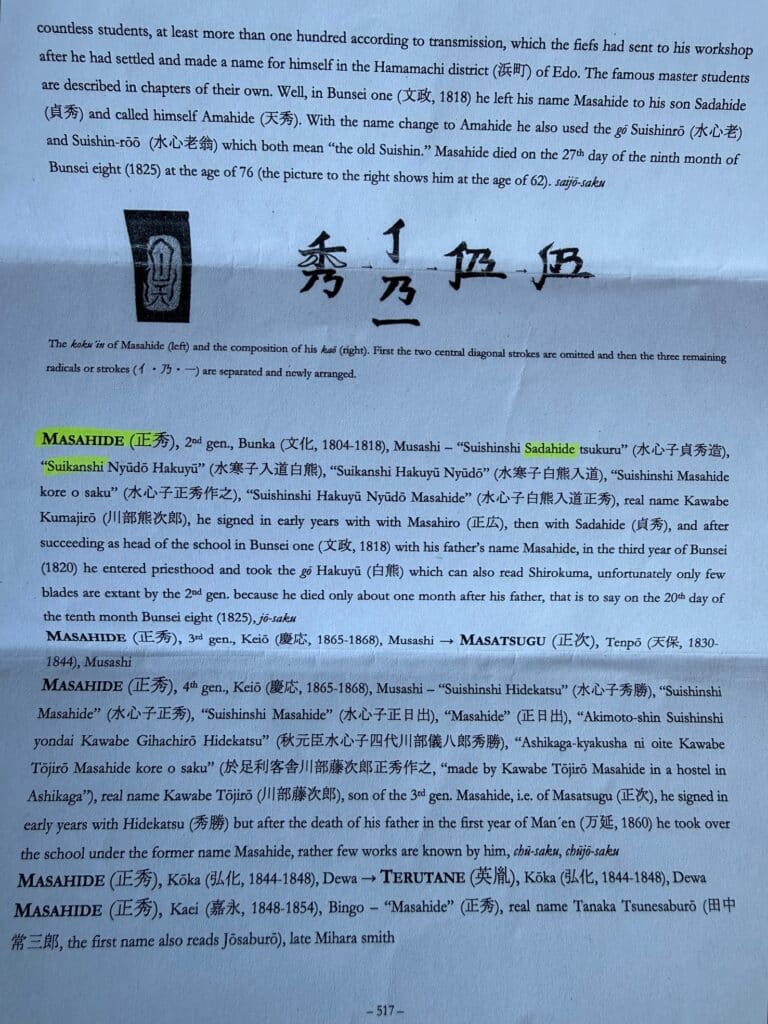 countless students, at least more than one hundred according to transmission, which the fiefs had sent to his workshop
after he had settled and made a name for himself in the Hamamachi district (浜町) of Edo. The famous master students
are described in chapters of their own. Well, in Bunsei one (文政, 1818) he left his name Masahide to his son Sadahide
(貞秀) and called himself Amahide (天秀). With the name change to Amahide he also used the gō Suishinrō (水心老)
and Suishin-rōō (水心老翁) which both mean “the old Suishin.” Masahide died on the 27th day of the ninth month of
Bunsei eight (1825) at the age of 76 (the picture to the right shows him at the age of 62). saijō-saku
秀 → 亻乃一 → 仍 →
The koku´in of Masahide (left) and the composition of his kaō (right). First the two central diagonal strokes are omitted and then the three remaining
radicals or strokes (亻・乃・一) are separated and newly arranged.
MASAHIDE (正秀), 2nd gen., Bunka (文化, 1804-1818), Musashi – “Suishinshi Sadahide tsukuru” (水心子貞秀造),
“Suikanshi Nyūdō Hakuyū” (水寒子入道白熊), “Suikanshi Hakuyū Nyūdō” (水寒子白熊入道), “Suishinshi Masahide
kore o saku” (水心子正秀作之), “Suishinshi Hakuyū Nyūdō Masahide” (水心子白熊入道正秀), real name Kawabe
Kumajirō (川部熊次郎), he signed in early years with with Masahiro (正広), then with Sadahide (貞秀), and after
succeeding as head of the school in Bunsei one (文政, 1818) with his father’s name Masahide, in the third year of Bunsei
(1820) he entered priesthood and took the gō Hakuyū (白熊) which can also read Shirokuma, unfortunately only few
blades are extant by the 2nd gen. because he died only about one month after his father, that is to say on the 20th day of
the tenth month Bunsei eight (1825), jō-saku
MASAHIDE (正秀), 3rd gen., Keiō (慶応, 1865-1868), Musashi → MASATSUGU (正次), Tenpō (天保, 1830-
1844), Musashi
MASAHIDE (正秀), 4th gen., Keiō (慶応, 1865-1868), Musashi – “Suishinshi Hidekatsu” (水心子秀勝), “Suishinshi
Masahide” (水心子正秀), “Suishinshi Masahide” (水心子正日出), “Masahide” (正日出), “Akimoto-shin Suishinshi
yondai Kawabe Gihachirō Hidekatsu” (秋元臣水心子四代川部儀八郎秀勝), “Ashikaga-kyakusha ni oite Kawabe
Tōjirō Masahide kore o saku” (於足利客舎川部藤次郎正秀作之, “made by Kawabe Tōjirō Masahide in a hostel in
Ashikaga”), real name Kawabe Tōjirō (川部藤次郎), son of the 3rd gen. Masahide, i.e. of Masatsugu (正次), he signed in
early years with Hidekatsu (秀勝) but after the death of his father in the first year of Man´en (万延, 1860) he took over
the school under the former name Masahide, rather few works are known by him, chū-saku, chūjō-saku
MASAHIDE (正秀), Kōka (弘化, 1844-1848), Dewa → TERUTANE (英胤), Kōka (弘化, 1844-1848), Dewa
MASAHIDE (正秀), Kaei (嘉永, 1848-1854), Bingo – “Masahide” (正秀), real name Tanaka Tsunesaburō (田中
常三郎, the first name also reads Jōsaburō), late Mihara smith
– 517 –